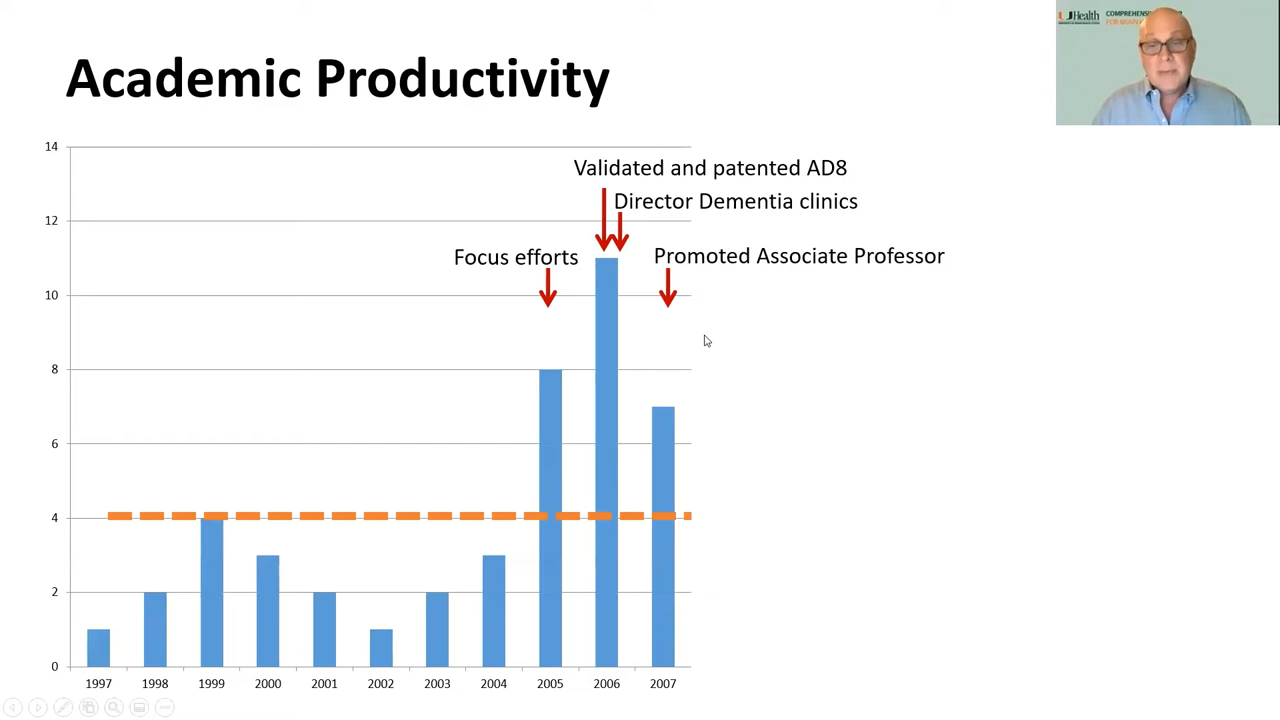 Academic Productivity
UHealth
COMPREHENSIVE
14
Validated and patented AD8
Director Dementia clinics
12
Focus efforts
Promoted Associate Professor
10
8
6
4
2
0
1997 1998 1999 2000 2001 2002 2003 2004 2005 2006 2007